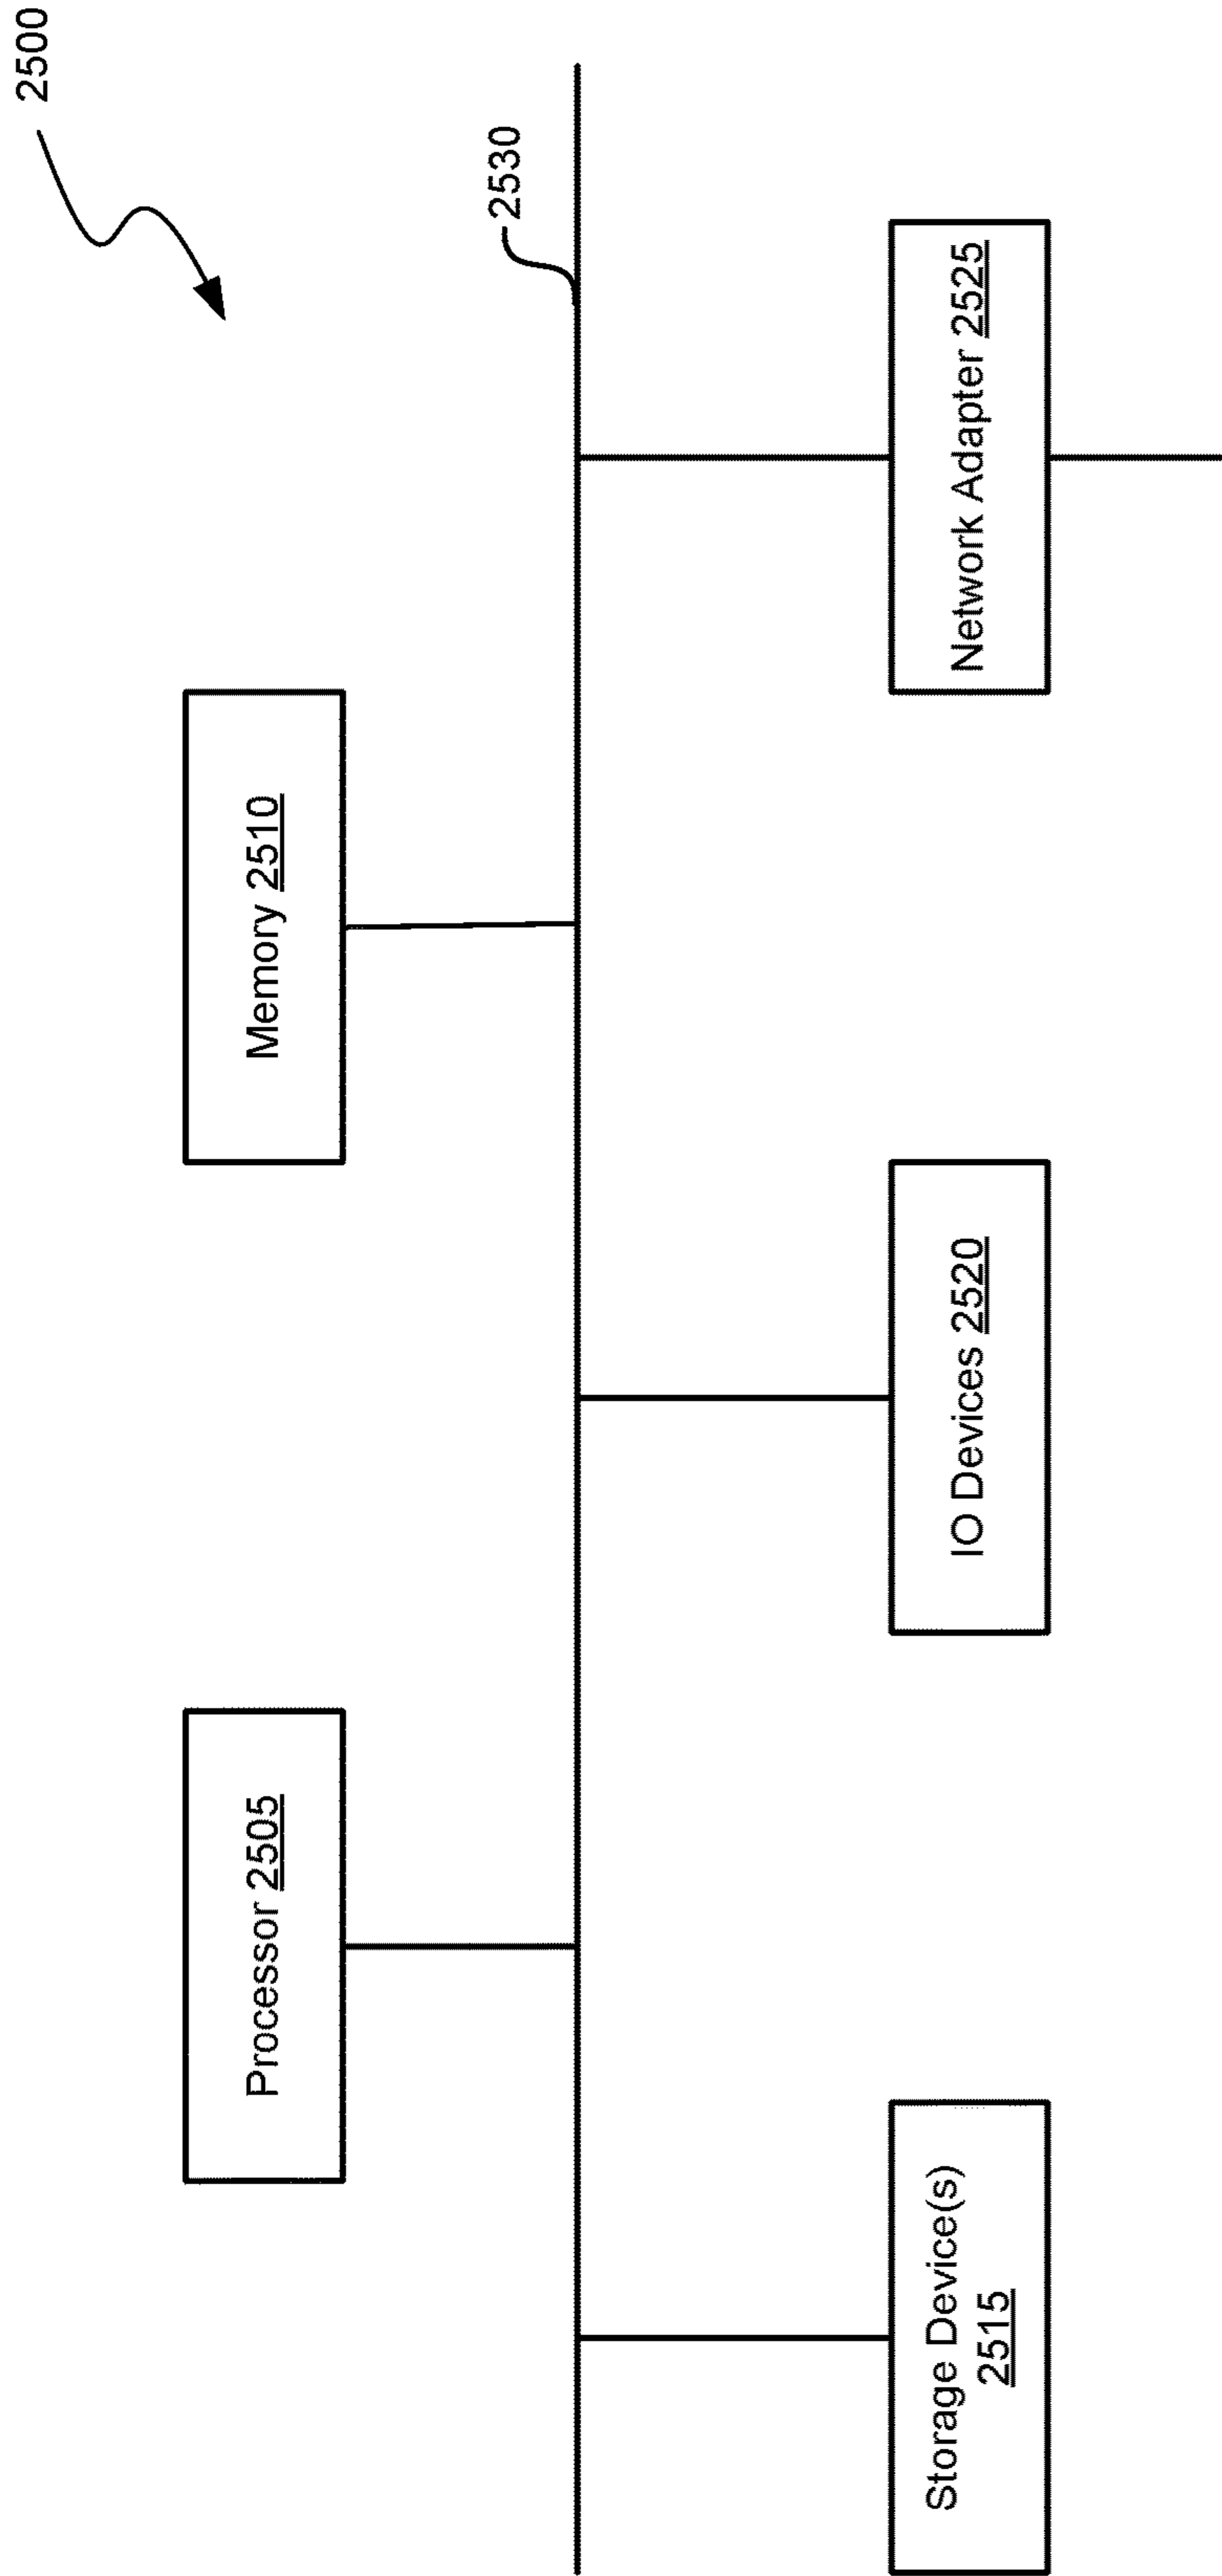 2500
Processor 2505
Memory 2510
2530
Storage Device(s)
2515
IO Devices 2520
Network Adapter 2525